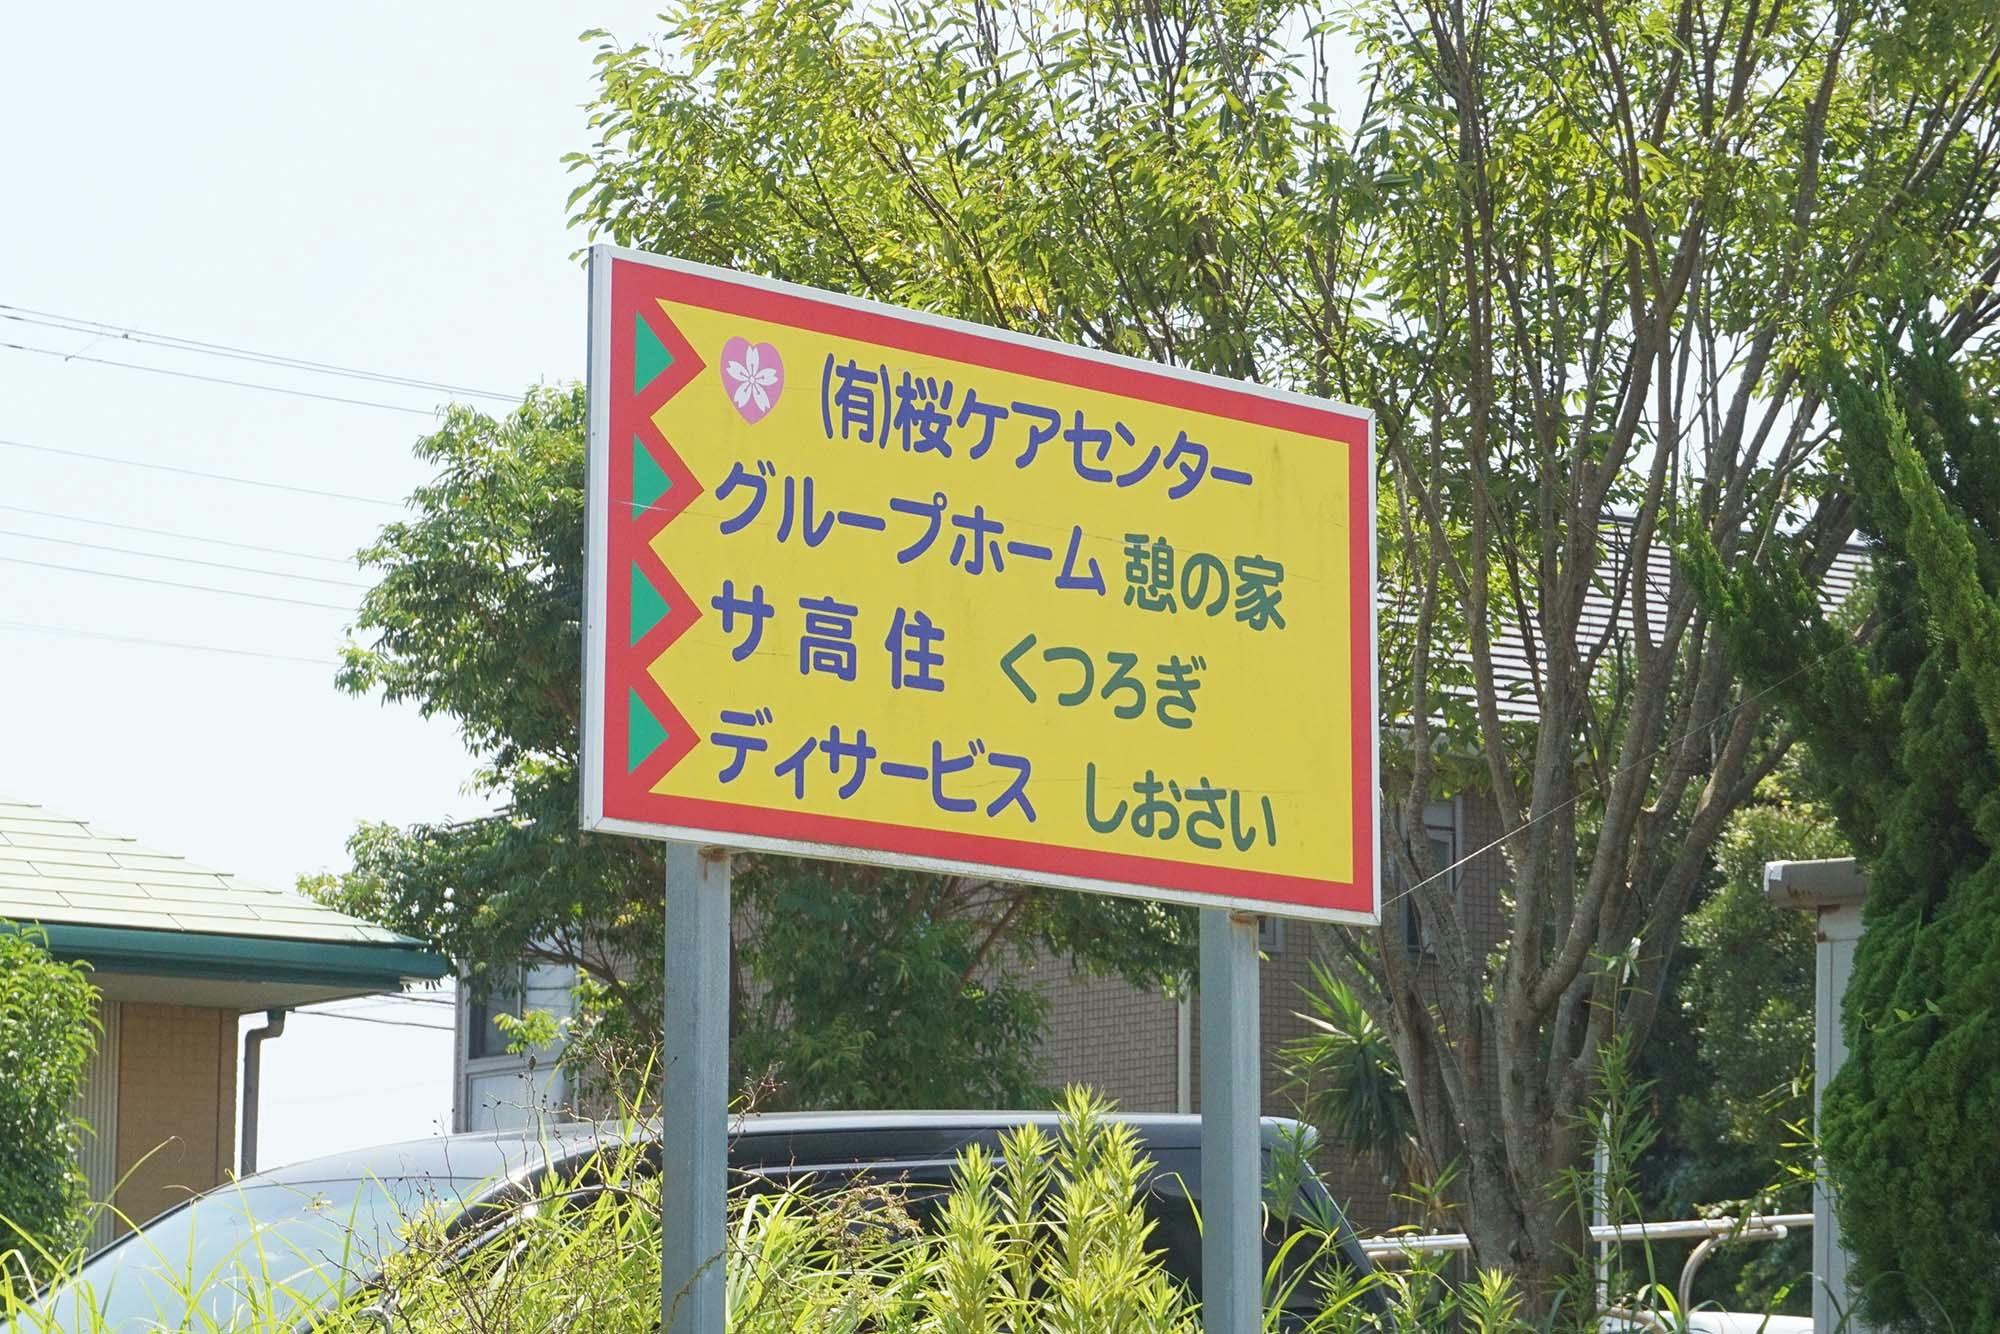 (有)桜ケアセンター
グループホーム 憩の家
サ高住 くつろぎ
デイサービス しおさい